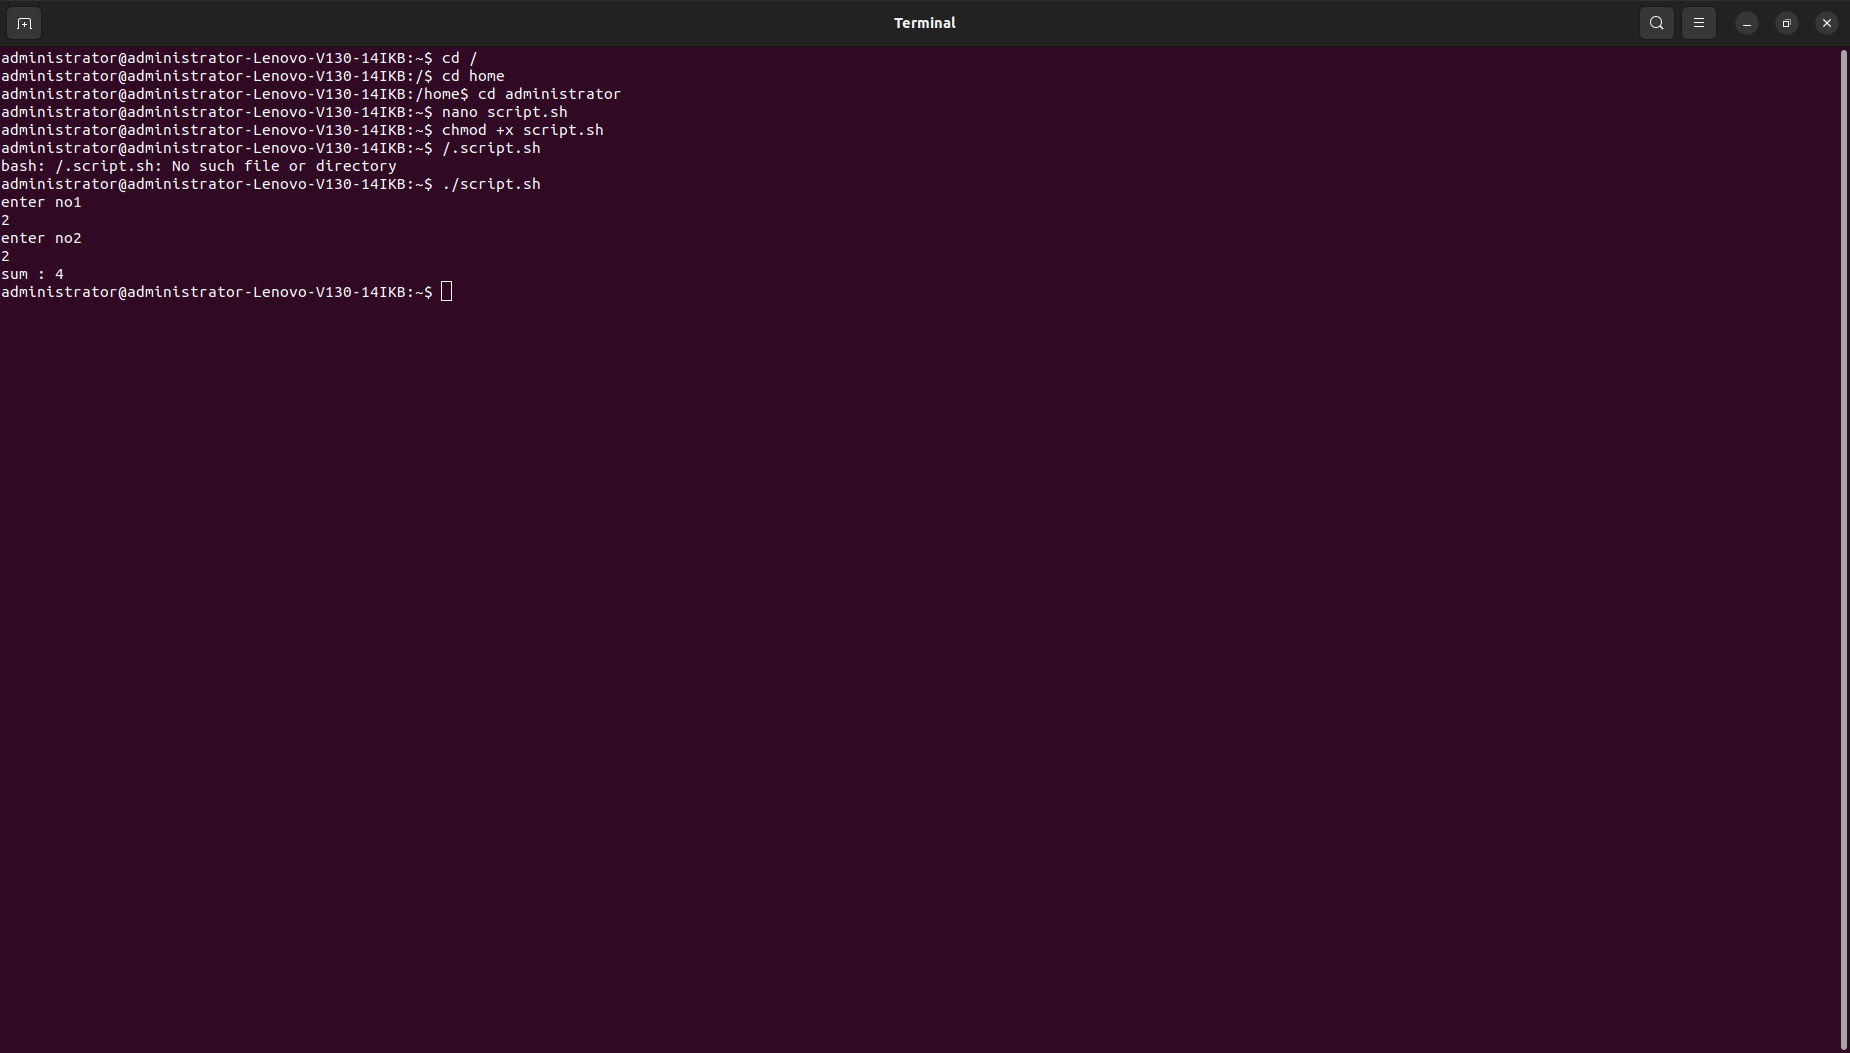 Terminal
administrator@administrator-Lenovo-V130-14IKB:~$ cd /
administrator@administrator-Lenovo-V130-14IKB:/$ cd home
administrator@administrator-Lenovo-V130-14IKB:/home$ cd administrator
administrator@administrator-Lenovo-V130-14IKB:~$ nano script.sh
administrator@administrator-Lenovo-V130-14IKB:~$ chmod +x script.sh
administrator@administrator-Lenovo-V130-14IKB:~$ /.script.sh
bash: /.script.sh: No such file or directory
administrator@administrator-Lenovo-V130-14IKB:~$ ./script.sh
enter no1
2
enter no2
2
sum : 4
administrator@administrator-Lenovo-V130-14IKB:~$